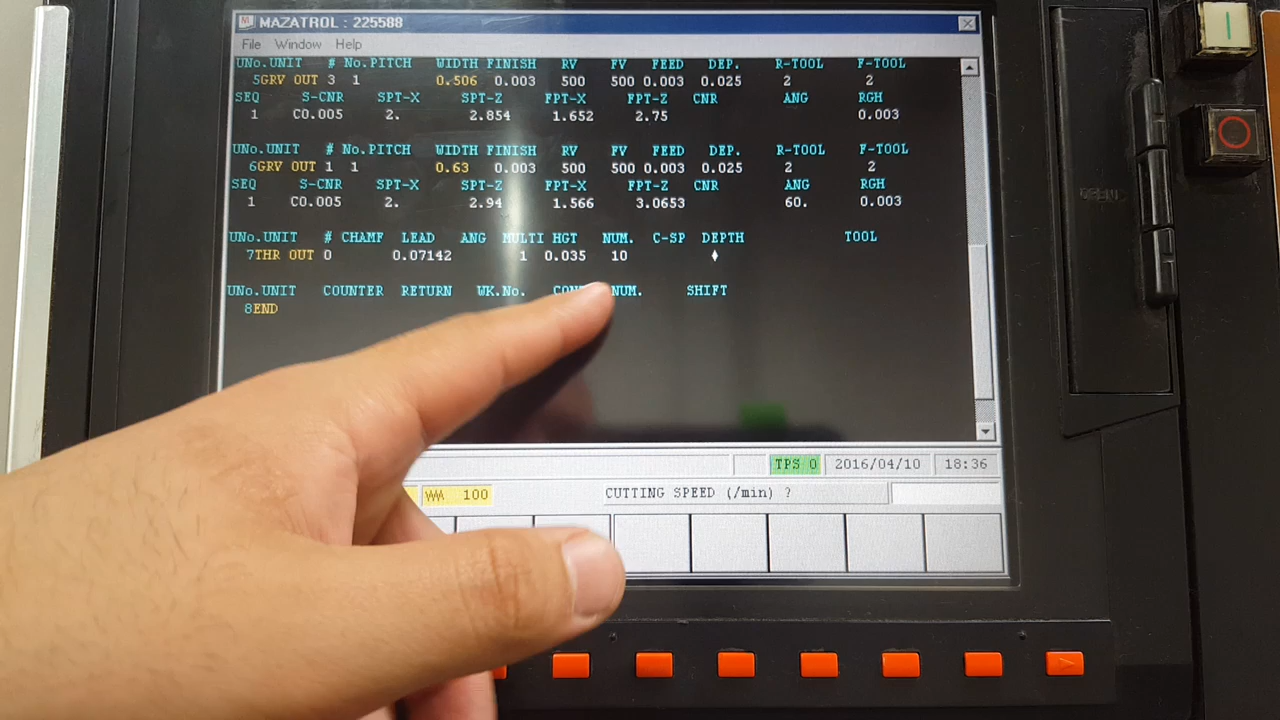 MAZATROL : 225588
File Window Help
UNo.UNIT # No.PITCH WIDTH FINISH RV FV FEED DEP. R-TOOL F-TOOL
5GRV OUT 3 1 0.506 0.003 500 500 0.003 0.025 2 2
SEQ S-CNR SPT-X SPT-Z FPT-X FPT-Z CNR ANG RGH
1 C0.005 2. 2.854 1.652 2.75 0.003
UNo.UNIT # No.PITCH WIDTH FINISH RV FV FEED DEP. R-TOOL F-TOOL
6GRV OUT 1 1 0.63 0.003 500 500 0.003 0.025 2 2
SEQ S-CNR SPT-X SPT-Z FPT-X FPT-Z CNR ANG RGH
1 C0.005 2. 2.94 1.566 3.0653 60. 0.003
UNo.UNIT # CHAMF LEAD ANG MULTI HGT NUM. C-SP DEPTH TOOL
7THR OUT 0 0.07142 1 0.035 10 ♦
UNo.UNIT COUNTER RETURN WK.No. NUM. SHIFT
8END
TPS 0 2016/04/10 18:36
100 CUTTING SPEED (/min) ?